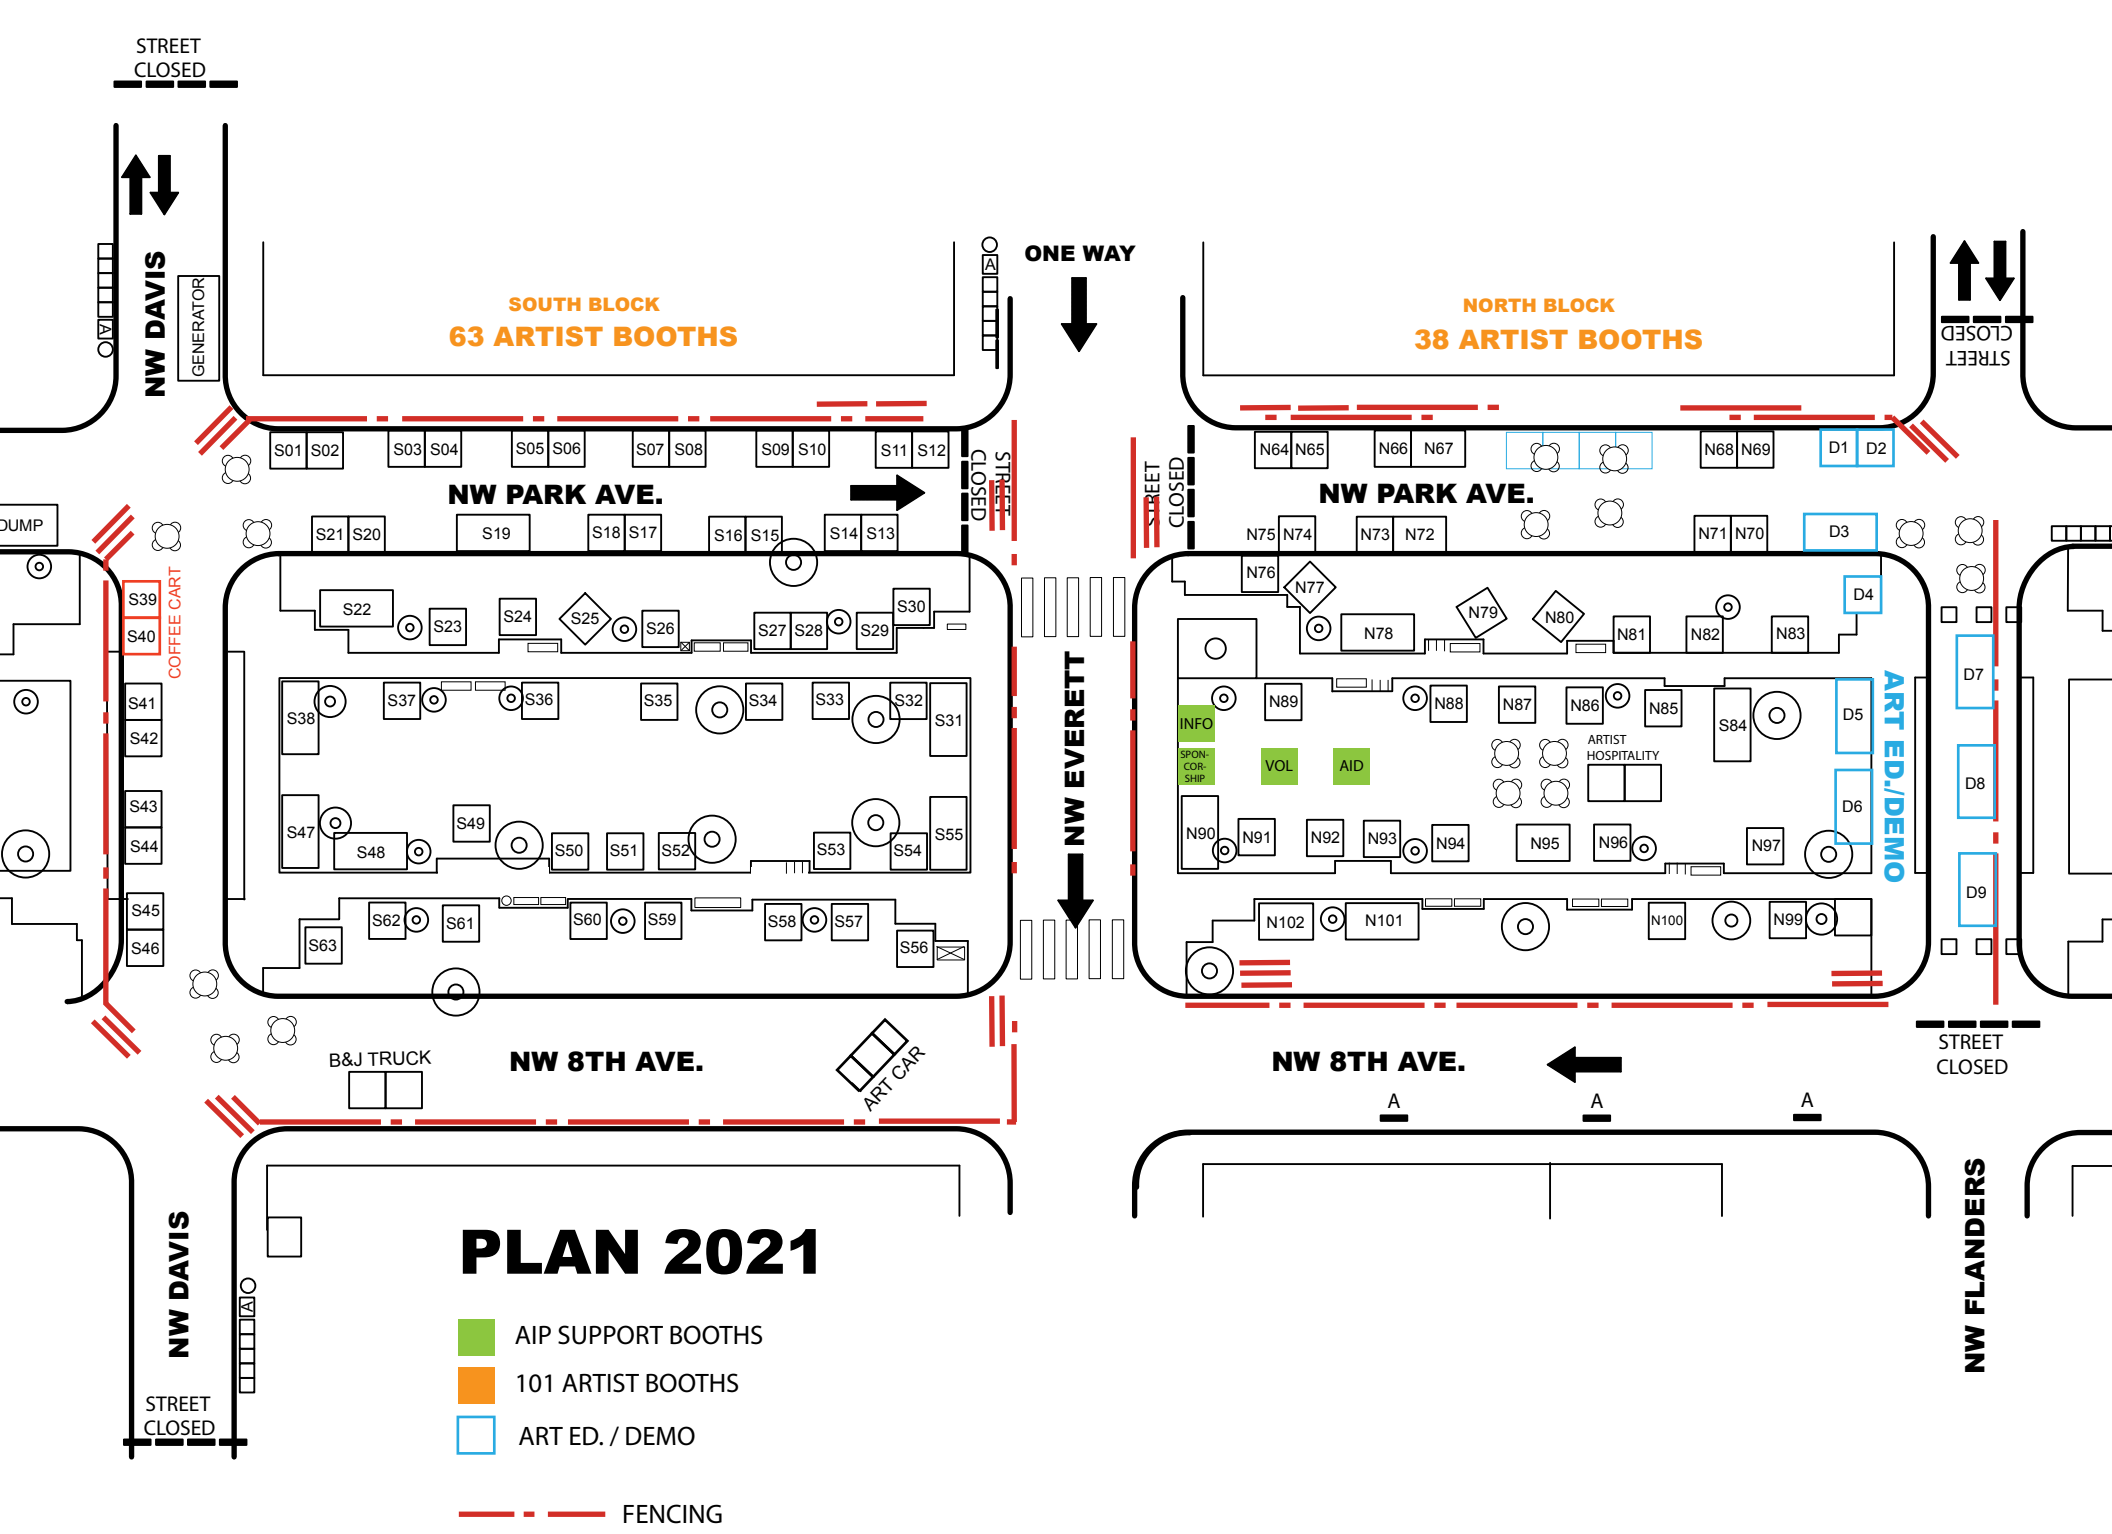 STREET
CLOSED
NW DAVIS
GENERATOR
A
SOUTH BLOCK
63 ARTIST BOOTHS
A
ONE WAY
NORTH BLOCK
38 ARTIST BOOTHS
STREET
CLOSED
S01 S02 S03 S04 S05 S06 S07 S08 S09 S10 S11 S12
N64 N65 N66 N67 N68 N69 D1 D2
NW PARK AVE.
STREET
CLOSED
STREET
CLOSED
NW PARK AVE.
DUMP
S21 S20 S19 S18 S17 S16 S15 S14 S13
N75 N74 N73 N72 N71 N70 D3
S39
S40
COFFEE CART
S22 S23 S24 S25 S26 S27 S28 S29 S30
N76 N77 N78 N79 N80 N81 N82 N83 D4
S41
S42
S38 S37 S36 S35 S34 S33 S32 S31
NW EVERETT
INFO
SPON-
COR-
SHIP
VOL
AID
N89 N88 N87 N86 N85 S84 D5
ARTIST
HOSPITALITY
ART ED./DEMO
D7
D8
D9
S43
S44
S47 S48 S49 S50 S51 S52 S53 S54 S55
N90 N91 N92 N93 N94 N95 N96 N97 D6
S45
S46
S63 S62 S61 S60 S59 S58 S57 S56
N102 N101 N100 N99
B&J TRUCK
NW 8TH AVE.
ART CAR
NW 8TH AVE.
STREET
CLOSED
A A A
NW DAVIS
A
STREET
CLOSED
NW FLANDERS
PLAN 2021
AIP SUPPORT BOOTHS
101 ARTIST BOOTHS
ART ED. / DEMO
FENCING